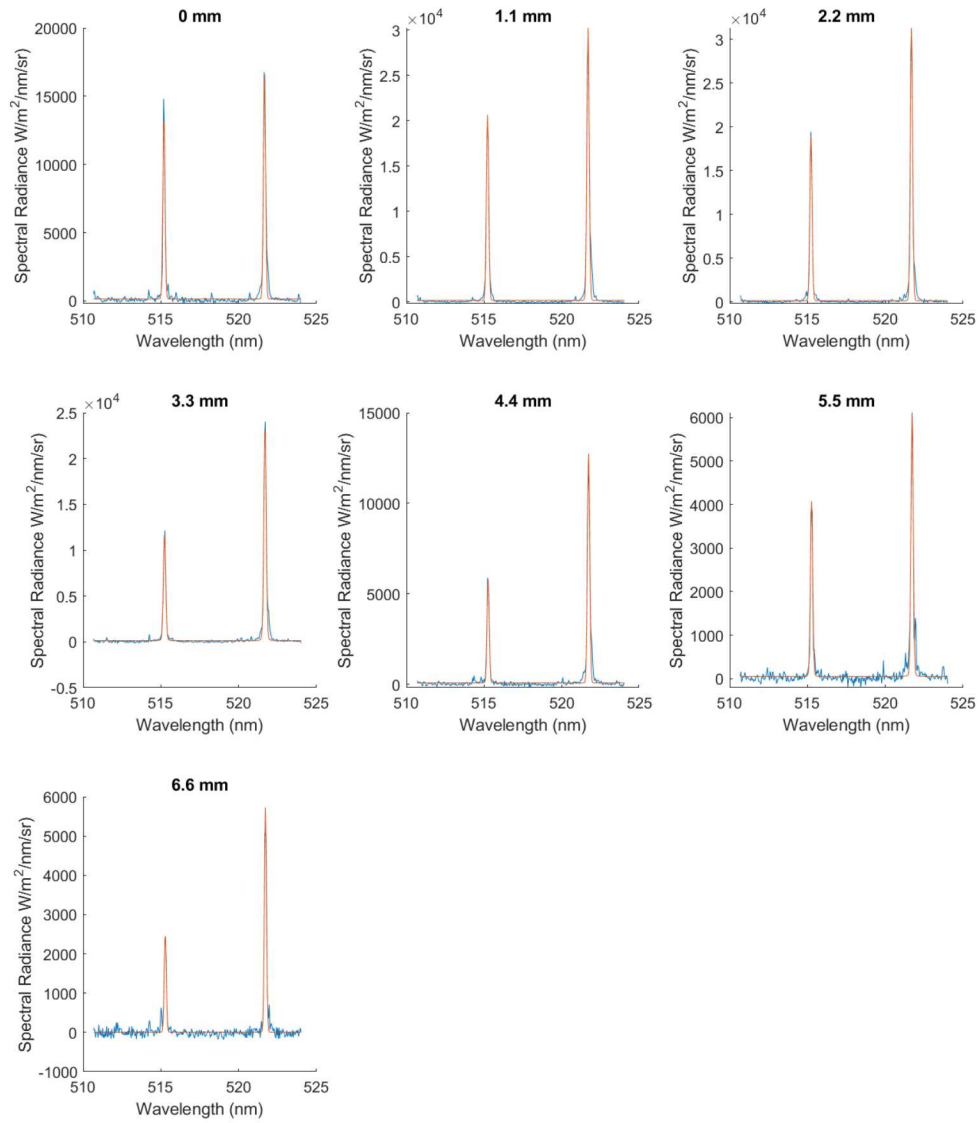 0 mm
20000
15000
10000
5000
0
510 515 520 525
Wavelength (nm)
Spectral Radiance W/m²/nm/sr)
1.1 mm
×10⁴
3
2.5
2
1.5
1
0.5
0
510 515 520 525
Wavelength (nm)
Spectral Radiance W/m²/nm/sr)
2.2 mm
×10⁴
3
2.5
2
1.5
1
0.5
0
510 515 520 525
Wavelength (nm)
Spectral Radiance W/m²/nm/sr)
3.3 mm
×10⁴
2.5
2
1.5
1
0.5
0
-0.5
510 515 520 525
Wavelength (nm)
Spectral Radiance W/m²/nm/sr)
4.4 mm
15000
10000
5000
0
510 515 520 525
Wavelength (nm)
Spectral Radiance W/m²/nm/sr)
5.5 mm
6000
5000
4000
3000
2000
1000
0
510 515 520 525
Wavelength (nm)
Spectral Radiance W/m²/nm/sr)
6.6 mm
6000
5000
4000
3000
2000
1000
0
-1000
510 515 520 525
Wavelength (nm)
Spectral Radiance W/m²/nm/sr)